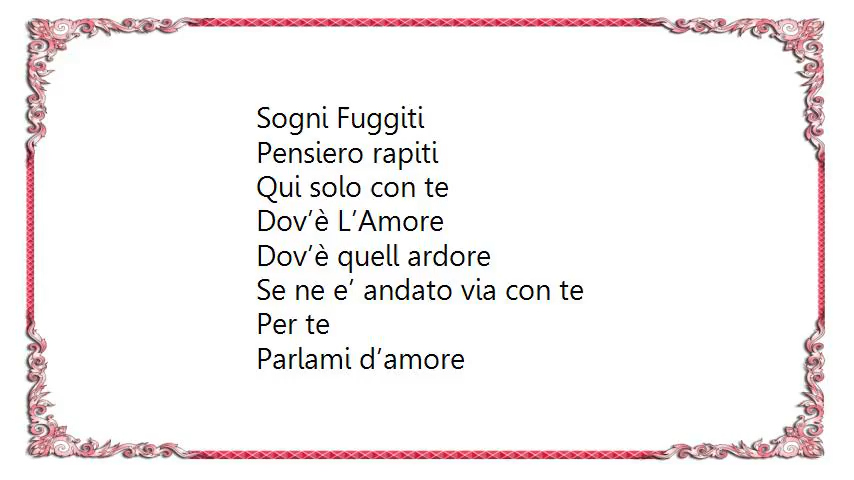 Sogni Fuggiti
Pensiero rapiti
Qui solo con te
Dov’è L’Amore
Dov’è quell ardore
Se ne e’ andato via con te
Per te
Parlami d’amore